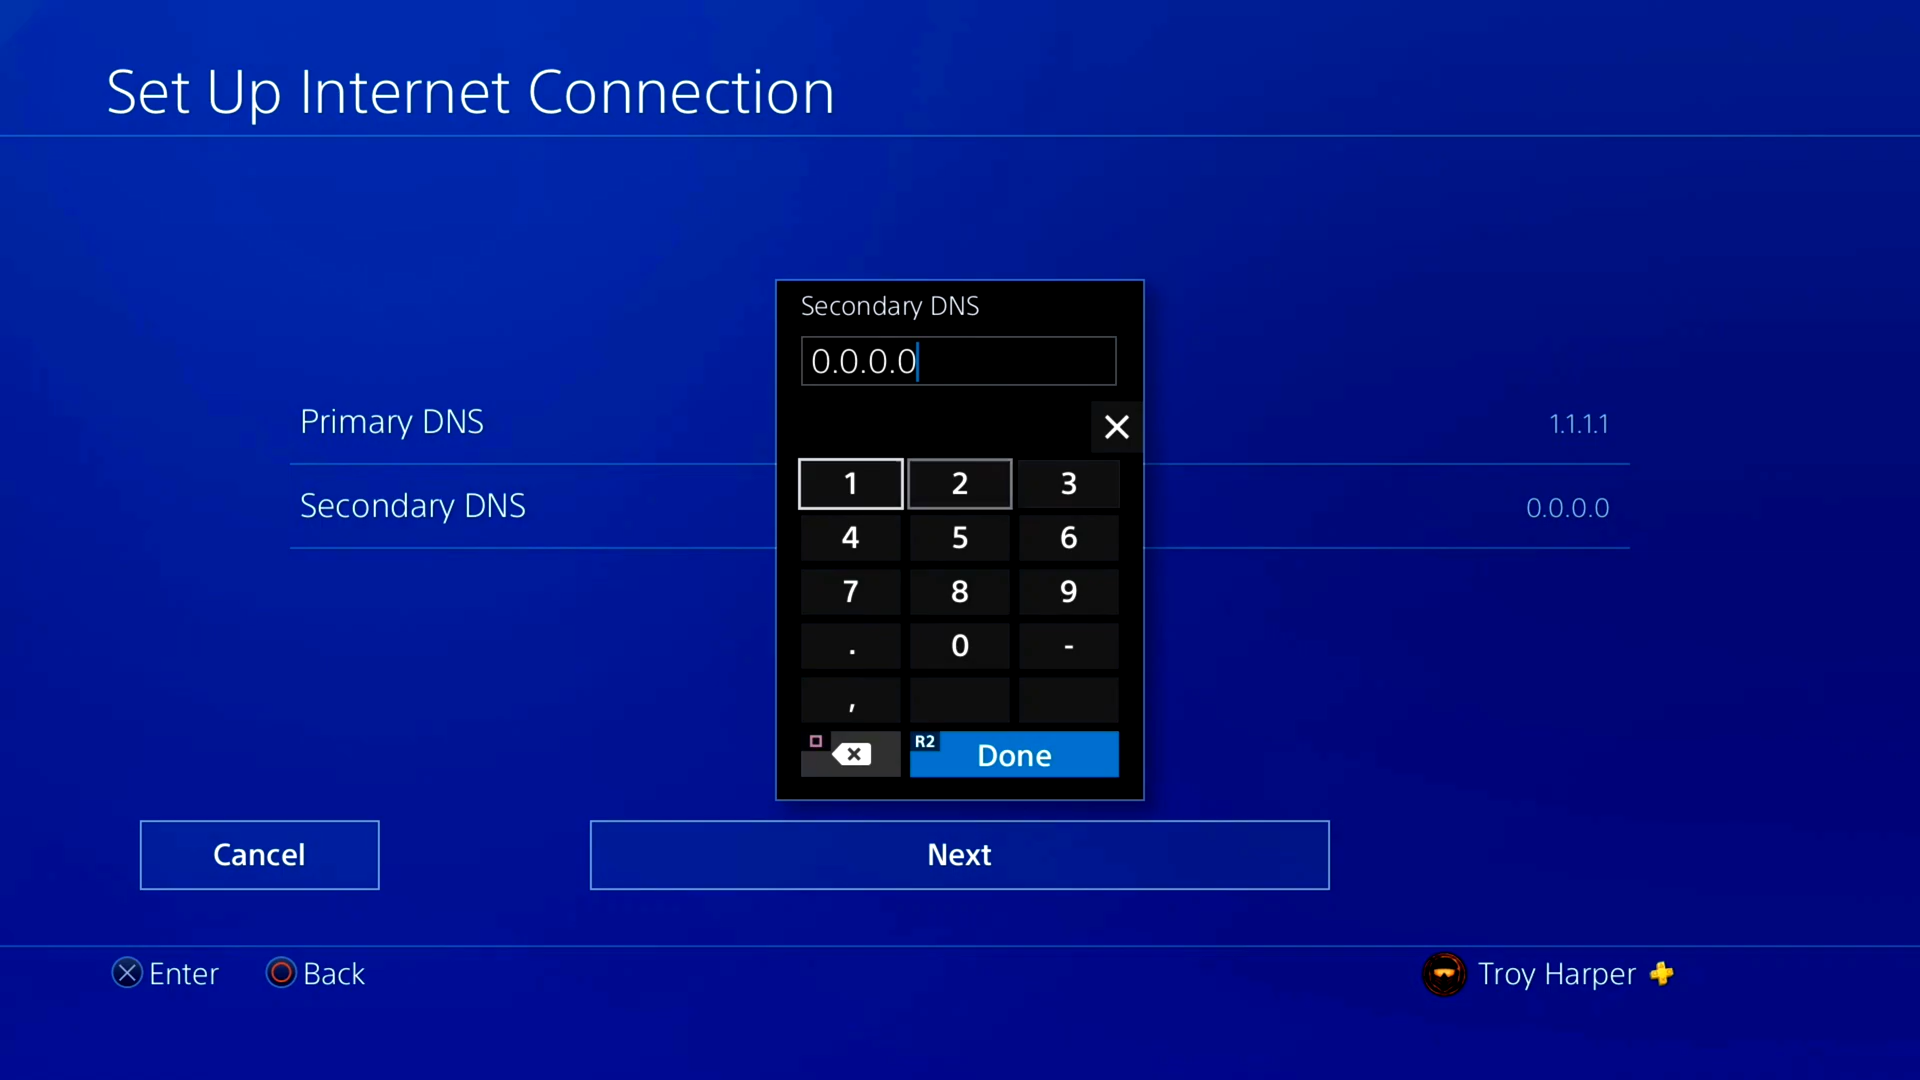 Set Up Internet Connection
Secondary DNS
0.0.0.0
Primary DNS 1.1.1.1
Secondary DNS 0.0.0.0
1 2 3
4 5 6
7 8 9
. 0 -
,
R2 Done
Cancel Next
Enter Back Troy Harper